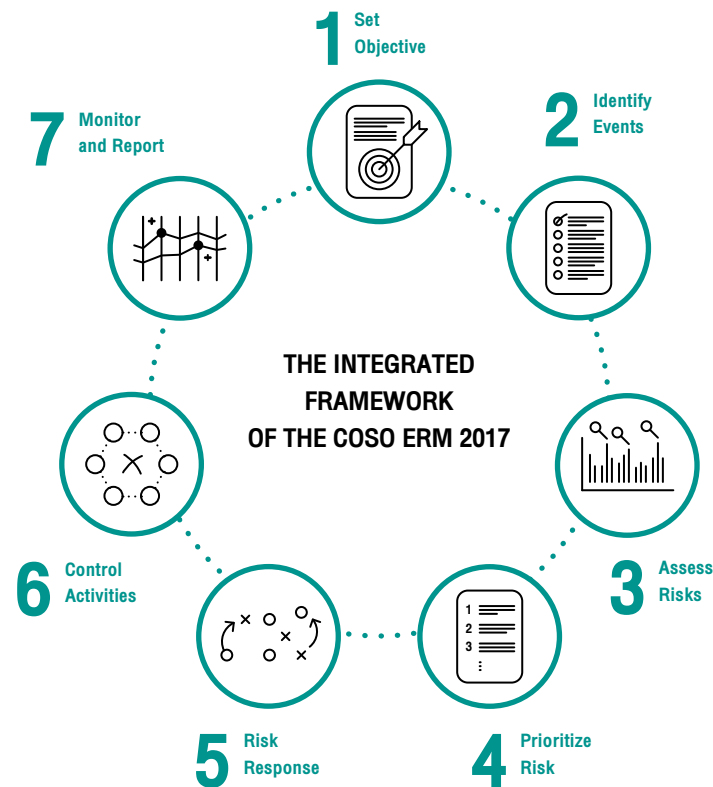 1 Set
Objective
2 Identify
Events
3 Assess
Risks
4 Prioritize
Risk
5 Risk
Response
6 Control
Activities
7 Monitor
and Report
THE INTEGRATED
FRAMEWORK
OF THE COSO ERM 2017
1
2
3